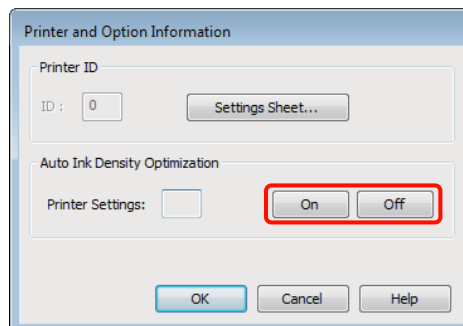 Printer and Option Information
Printer ID
ID : 0 Settings Sheet...
Auto Ink Density Optimization
Printer Settings: On Off
OK Cancel Help